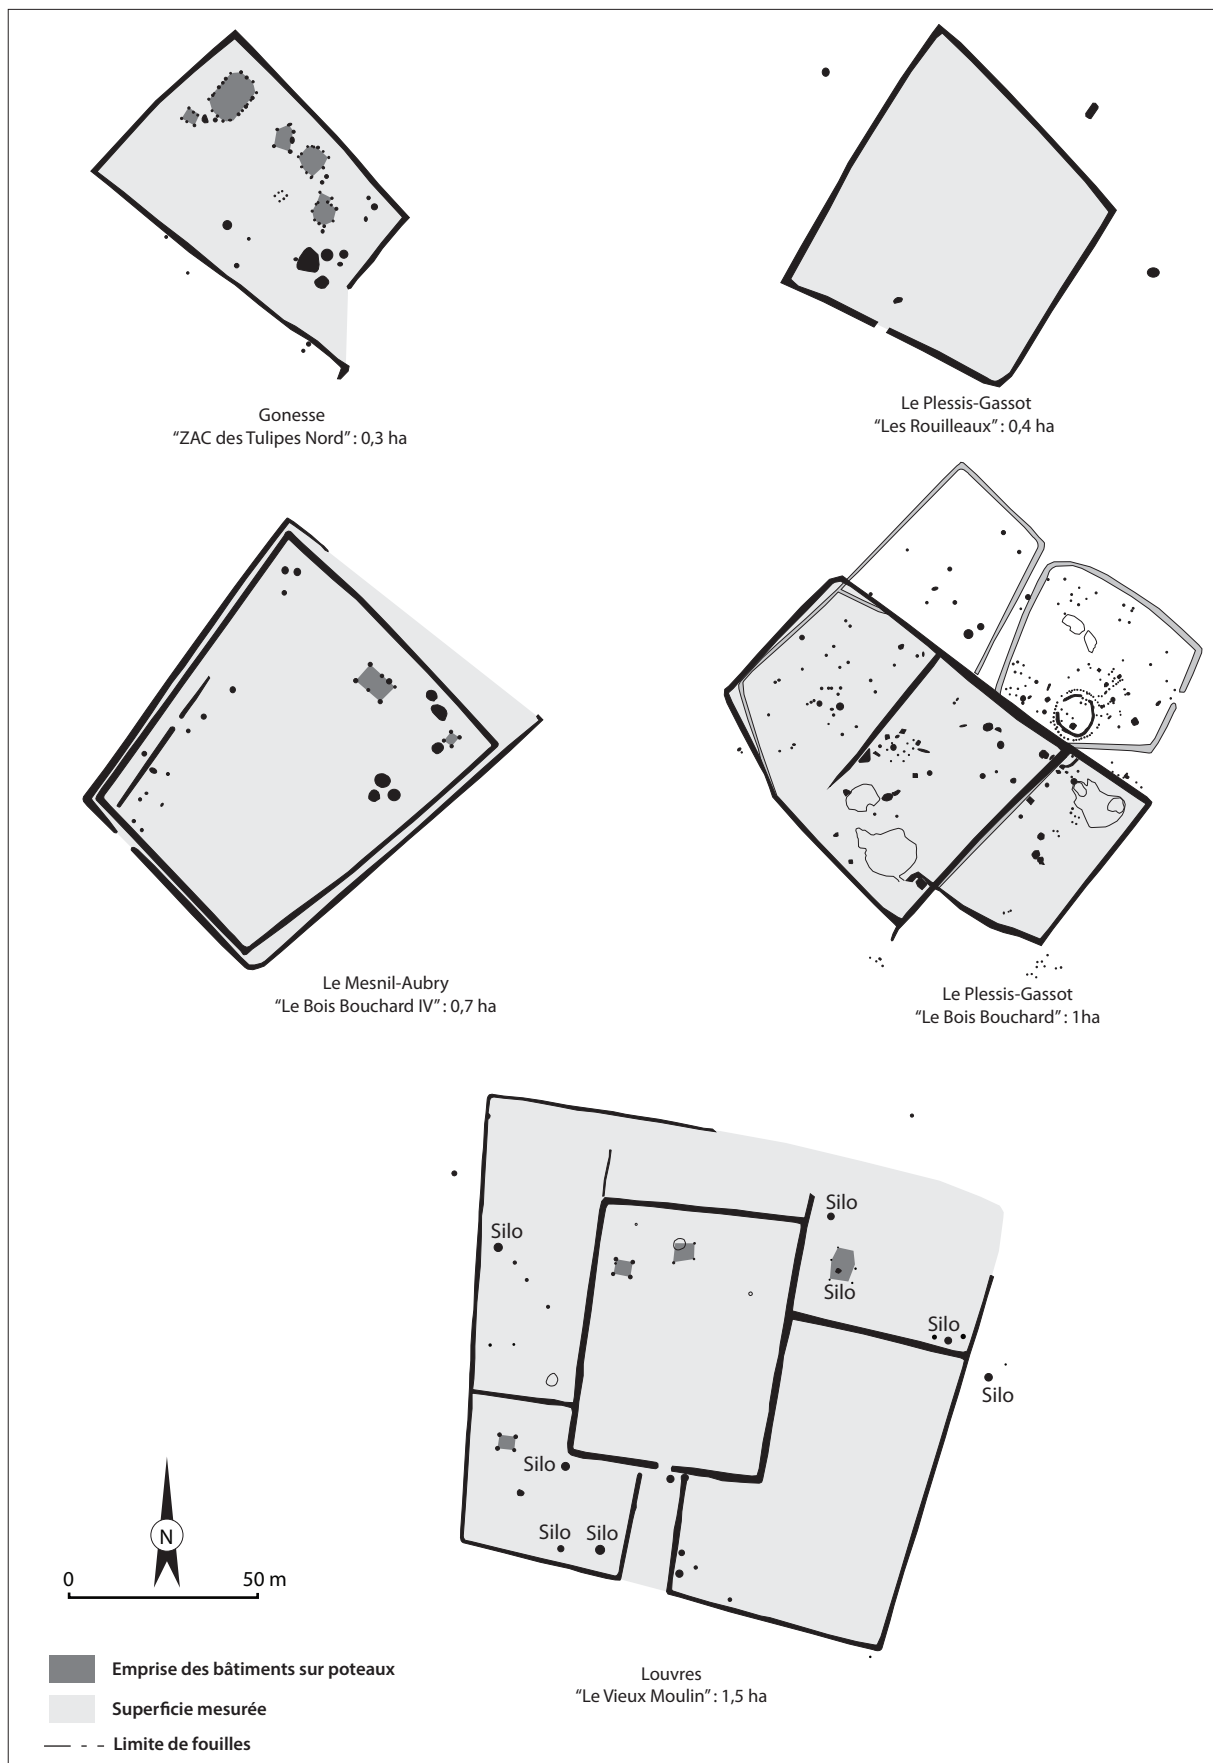 Gonesse
“ZAC des Tulipes Nord” : 0,3 ha
Le Plessis-Gassot
“Les Rouilleaux” : 0,4 ha
Le Mesnil-Aubry
“Le Bois Bouchard IV” : 0,7 ha
Le Plessis-Gassot
“Le Bois Bouchard” : 1ha
Silo
Silo
Silo
Silo
Silo
Silo
Silo
Silo
N
0 50 m
Louvres
“Le Vieux Moulin” : 1,5 ha
Emprise des bâtiments sur poteaux
Superficie mesurée
Limite de fouilles